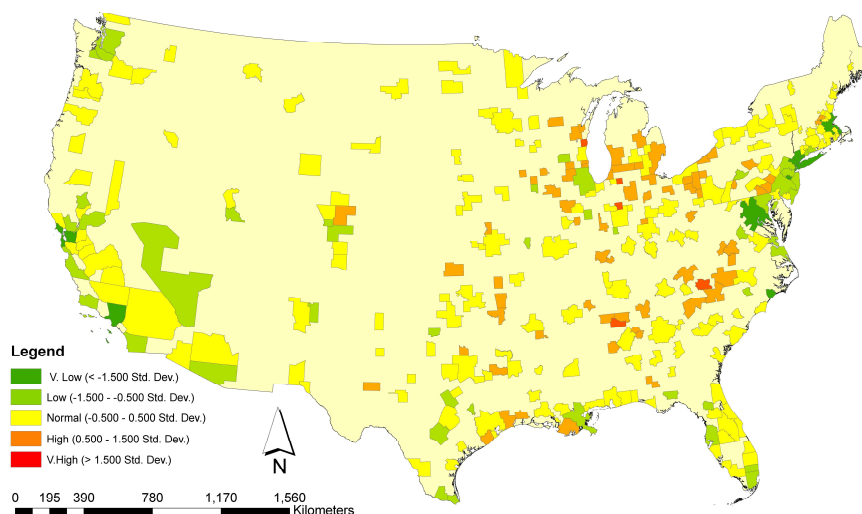 Legend
V. Low (< -1.500 Std. Dev.)
Low (-1.500 - -0.500 Std. Dev.)
Normal (-0.500 - 0.500 Std. Dev.)
High (0.500 - 1.500 Std. Dev.)
V.High (> 1.500 Std. Dev.)
N
0 195 390 780 1,170 1,560
Kilometers